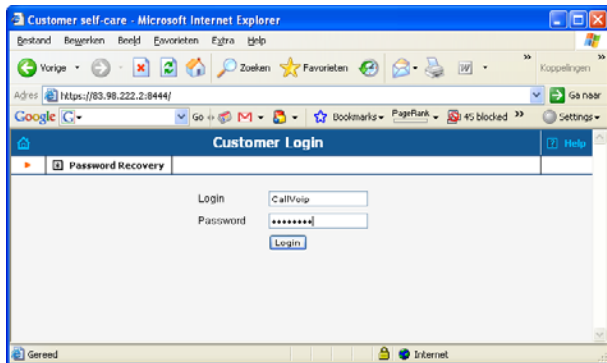 Customer self-care - Microsoft Internet Explorer
Bestand Bewerken Beeld Favorieten Extra Help
Vorige Zoeken Favorieten W Koppelingen
Adres https://83.98.222.2:8444/ Ga naar
Google G Go Bookmarks PageRank 45 blocked Settings
Customer Login Help
Password Recovery
Login CallVoip
Password ••••••••
Login
Gereed Internet